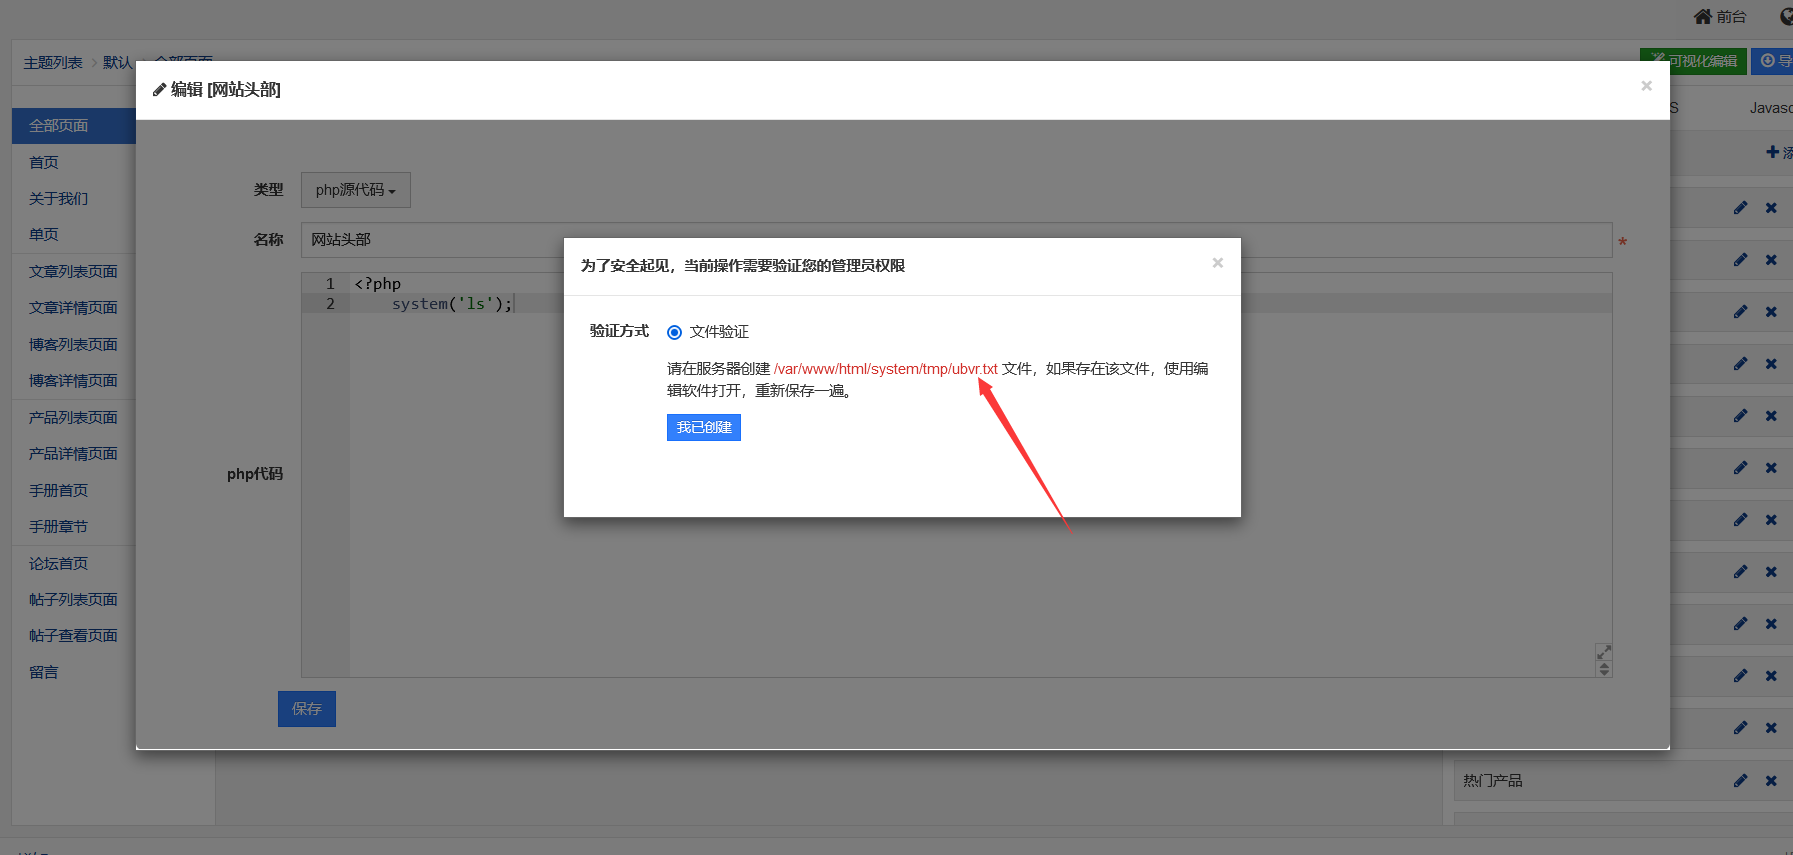 前台
主题列表 > 默认
全部页面
可视化编辑
导
编辑 [网站头部]
×
S
Javasc
全部页面
首页
关于我们
单页
文章列表页面
文章详情页面
博客列表页面
博客详情页面
产品列表页面
产品详情页面
手册首页
手册章节
论坛首页
帖子列表页面
帖子查看页面
留言
类型
php源代码
名称
网站头部
*
php代码
1 <?php
2 system('ls');
保存
为了安全起见，当前操作需要验证您的管理员权限
×
验证方式
文件验证
请在服务器创建 /var/www/html/system/tmp/ubvr.txt 文件，如果存在该文件，使用编
辑软件打开，重新保存一遍。
我已创建
热门产品